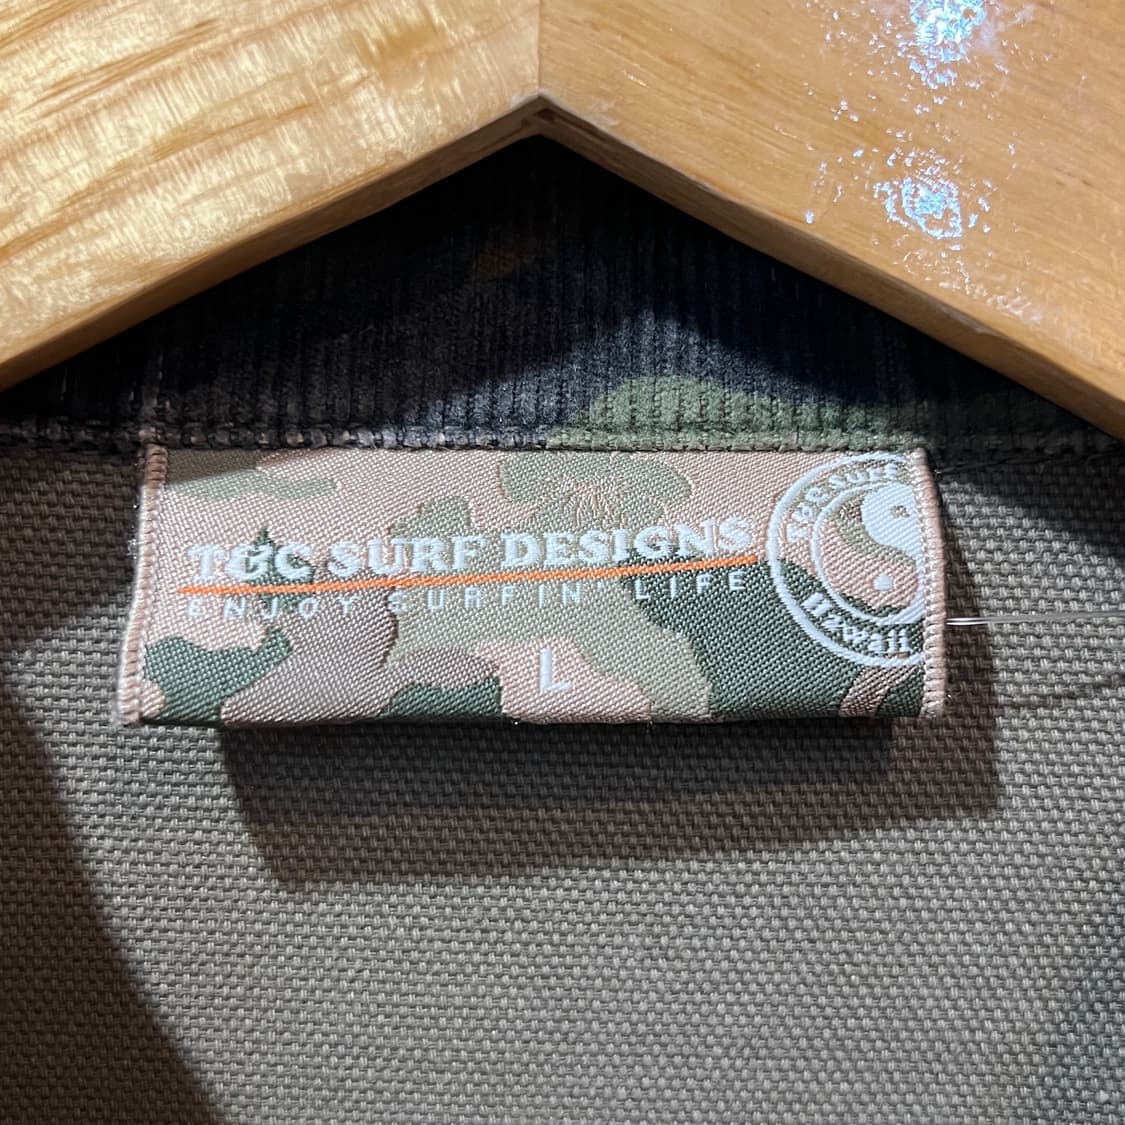 T&C SURF DESIGNS
ENJOY SURFIN LIFE
L
T&C SURF
Hawaii